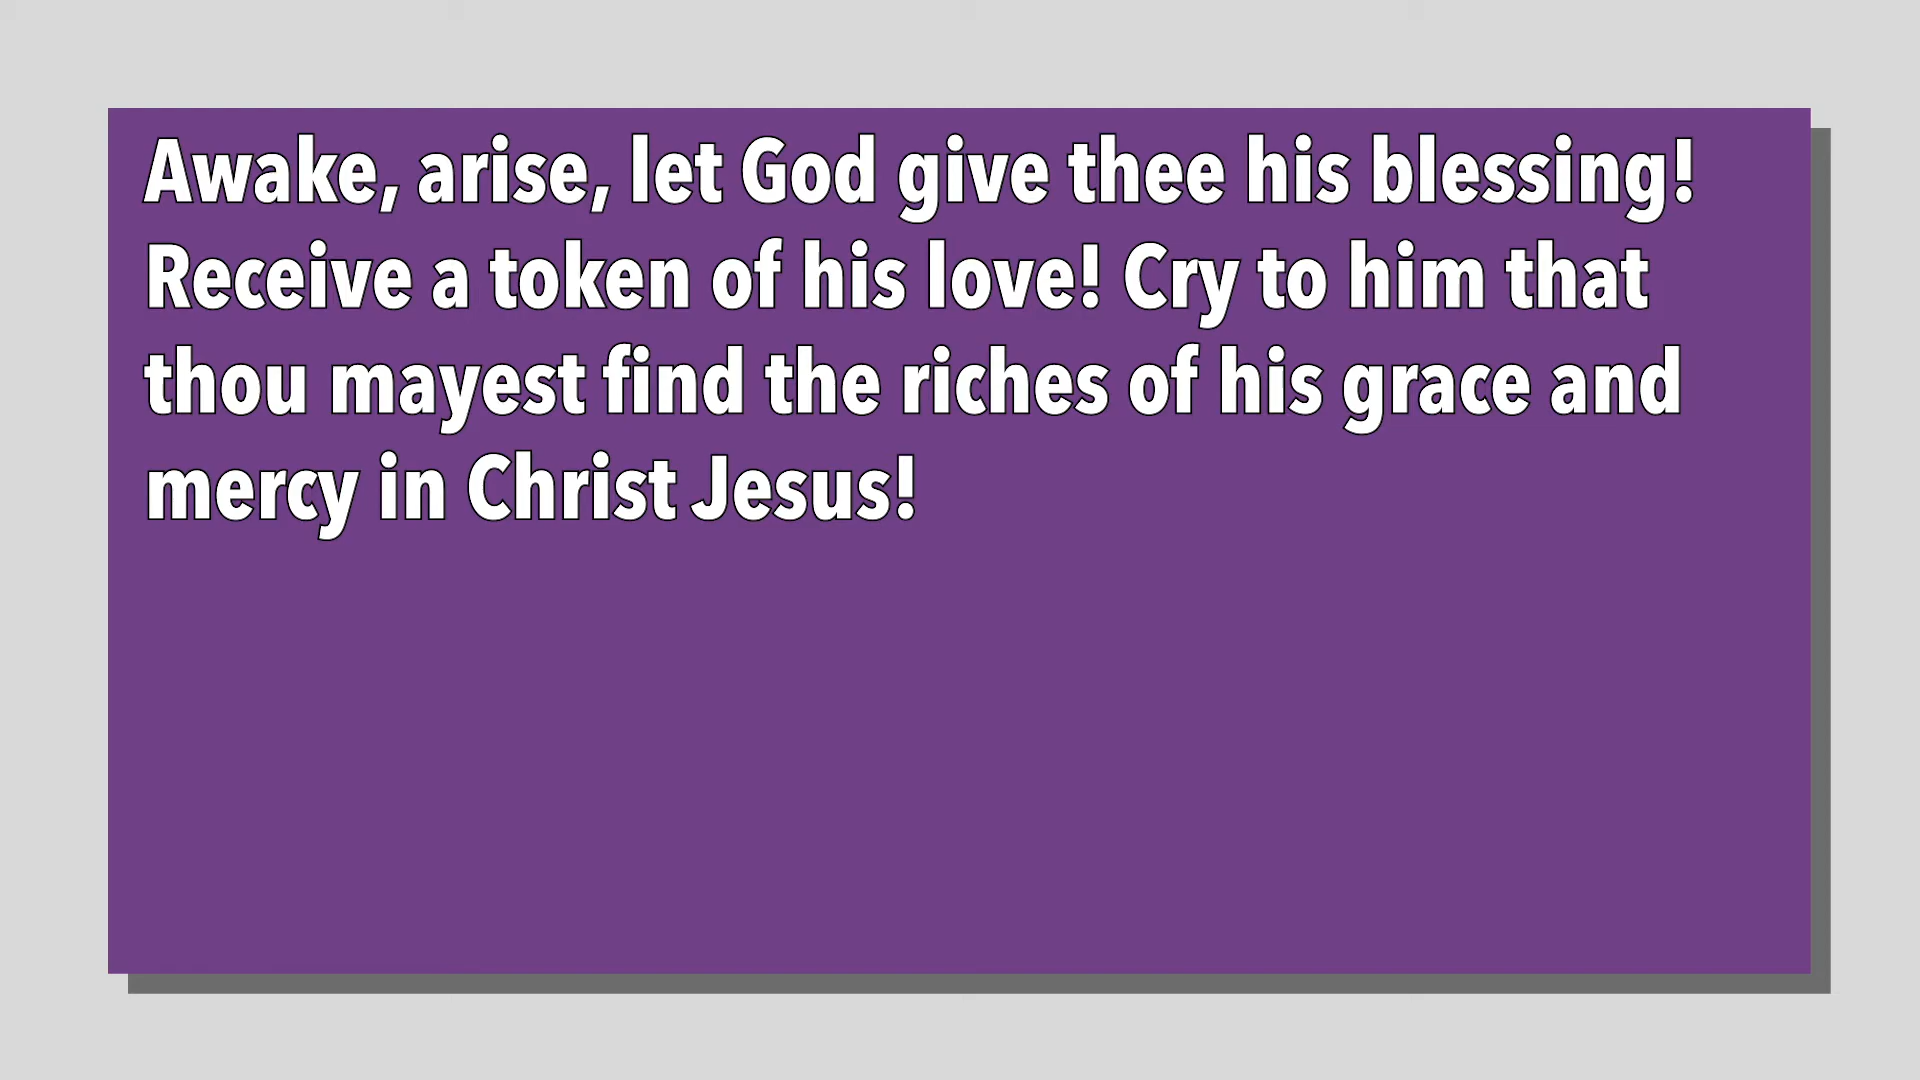 Awake, arise, let God give thee his blessing!
Receive a token of his love! Cry to him that
thou mayest find the riches of his grace and
mercy in Christ Jesus!